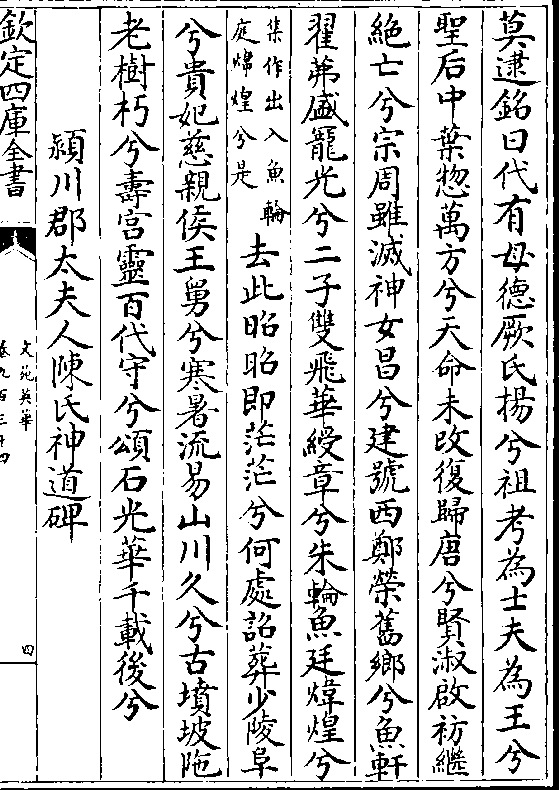 莫逮銘曰代有母德厥氏揚兮祖考為士夫為王兮
聖后中葉惣萬方兮天命未改復歸唐兮賢淑啟祊繼
絶亡兮宗周雖滅神女昌兮建號西鄭榮舊鄉兮魚軒
翟茀盛寵光兮二子雙飛華綬章兮朱輪魚廷煒煌兮
集作出入魚輪
庭煒煌兮是
去此昭昭即茫茫兮何處詔葬少陵阜
兮貴妃慈親侯王舅兮寒暑流易山川久兮古墳坡陁
老樹朽兮壽宫靈百代守兮頌石光華千載後兮
潁川郡太夫人陳氏神道碑
欽定四庫全書
文苑英華
卷九百三十四
四